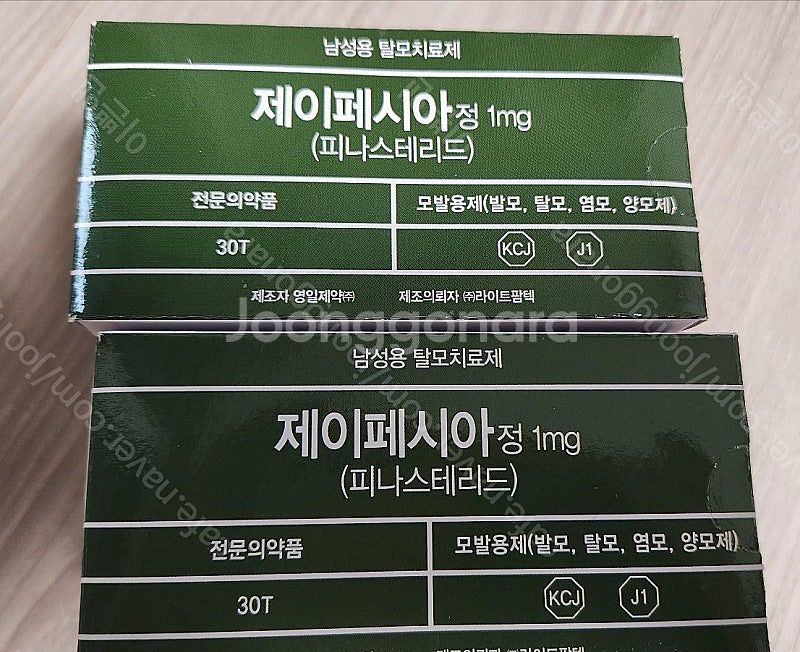 남성용 탈모치료제
제이페시아정 1mg
(피나스테리드)
전문의약품
모발용제(발모, 탈모, 염모, 양모제)
30T
KCJ J1
제조자 영일제약㈜ 제조의뢰자 ㈜라이트팜텍
Joonggonara
남성용 탈모치료제
제이페시아정 1mg
(피나스테리드)
전문의약품
모발용제(발모, 탈모, 염모, 양모제)
30T
KCJ J1